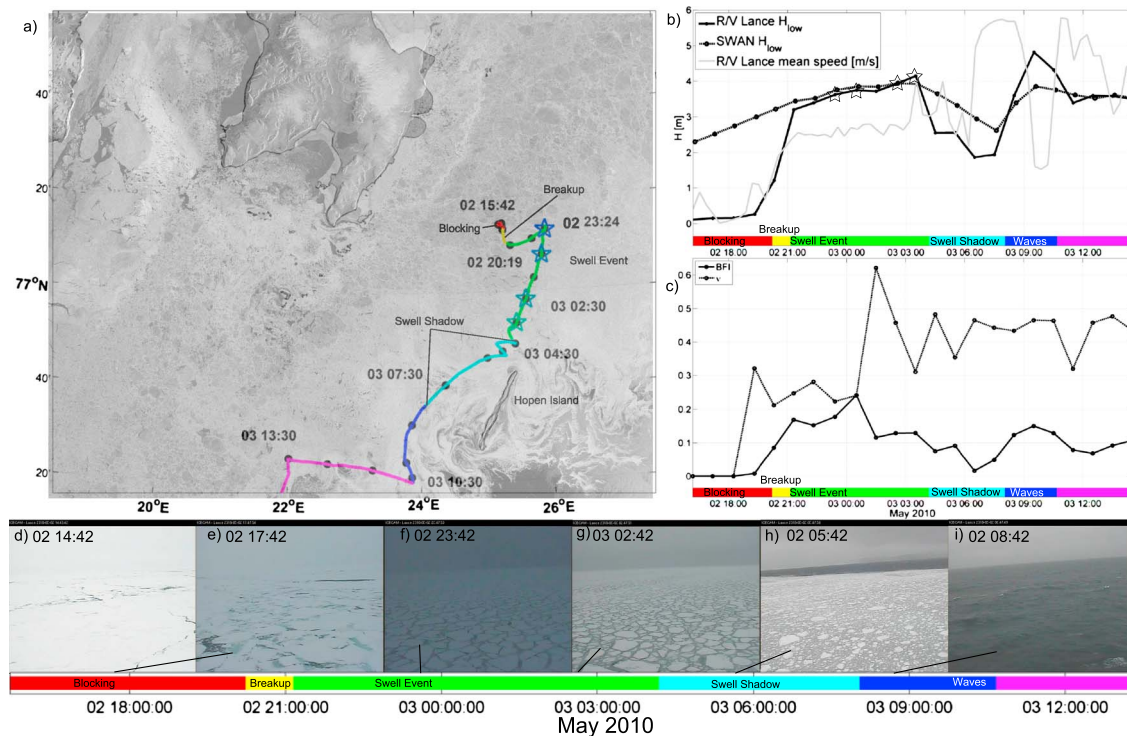 a)
40'
20'
77°N
40'
20'
20°E
22°E
24°E
26°E
02 15:42
Breakup
Blocking
02 23:24
02 20:19
Swell Event
03 02:30
Swell Shadow
03 04:30
03 07:30
Hopen Island
03 13:30
03 10:30
b)
R/V Lance H low
SWAN H low
R/V Lance mean speed [m/s]
H [m]
6
5
4
3
2
1
0
Breakup
Blocking
Swell Event
Swell Shadow
Waves
02 18:00
02 21:00
03 00:00
03 03:00
03 06:00
03 09:00
03 12:00
c)
BFI
ν
0.6
0.5
0.4
0.3
0.2
0.1
0
Breakup
Blocking
Swell Event
Swell Shadow
Waves
02 18:00
02 21:00
03 00:00
03 03:00
03 06:00
03 09:00
03 12:00
May 2010
d) 02 14:42
e) 02 17:42
f) 02 23:42
g) 03 02:42
h) 02 05:42
i) 02 08:42
Blocking
Breakup
Swell Event
Swell Shadow
Waves
02 18:00:00
02 21:00:00
03 00:00:00
03 03:00:00
03 06:00:00
03 09:00:00
03 12:00:00
May 2010